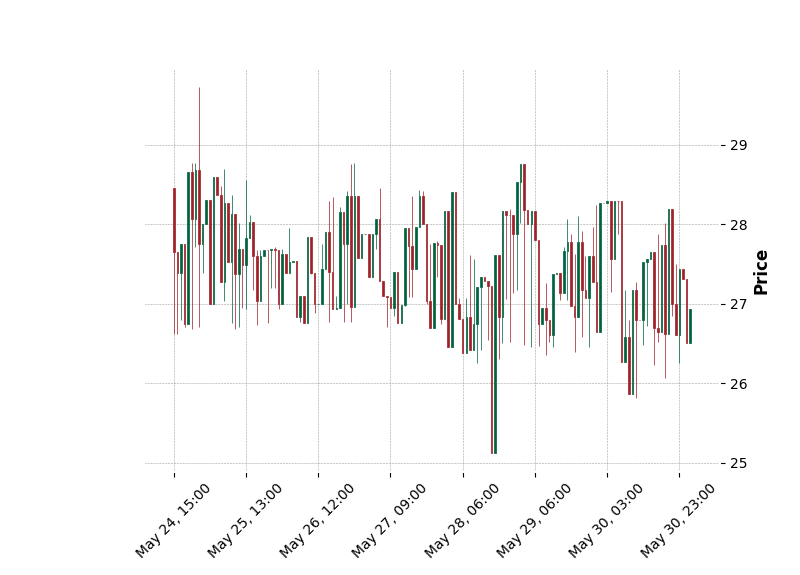 29
28
27
26
25
Price
May 24, 15:00
May 25, 13:00
May 26, 12:00
May 27, 09:00
May 28, 06:00
May 29, 06:00
May 30, 03:00
May 30, 23:00